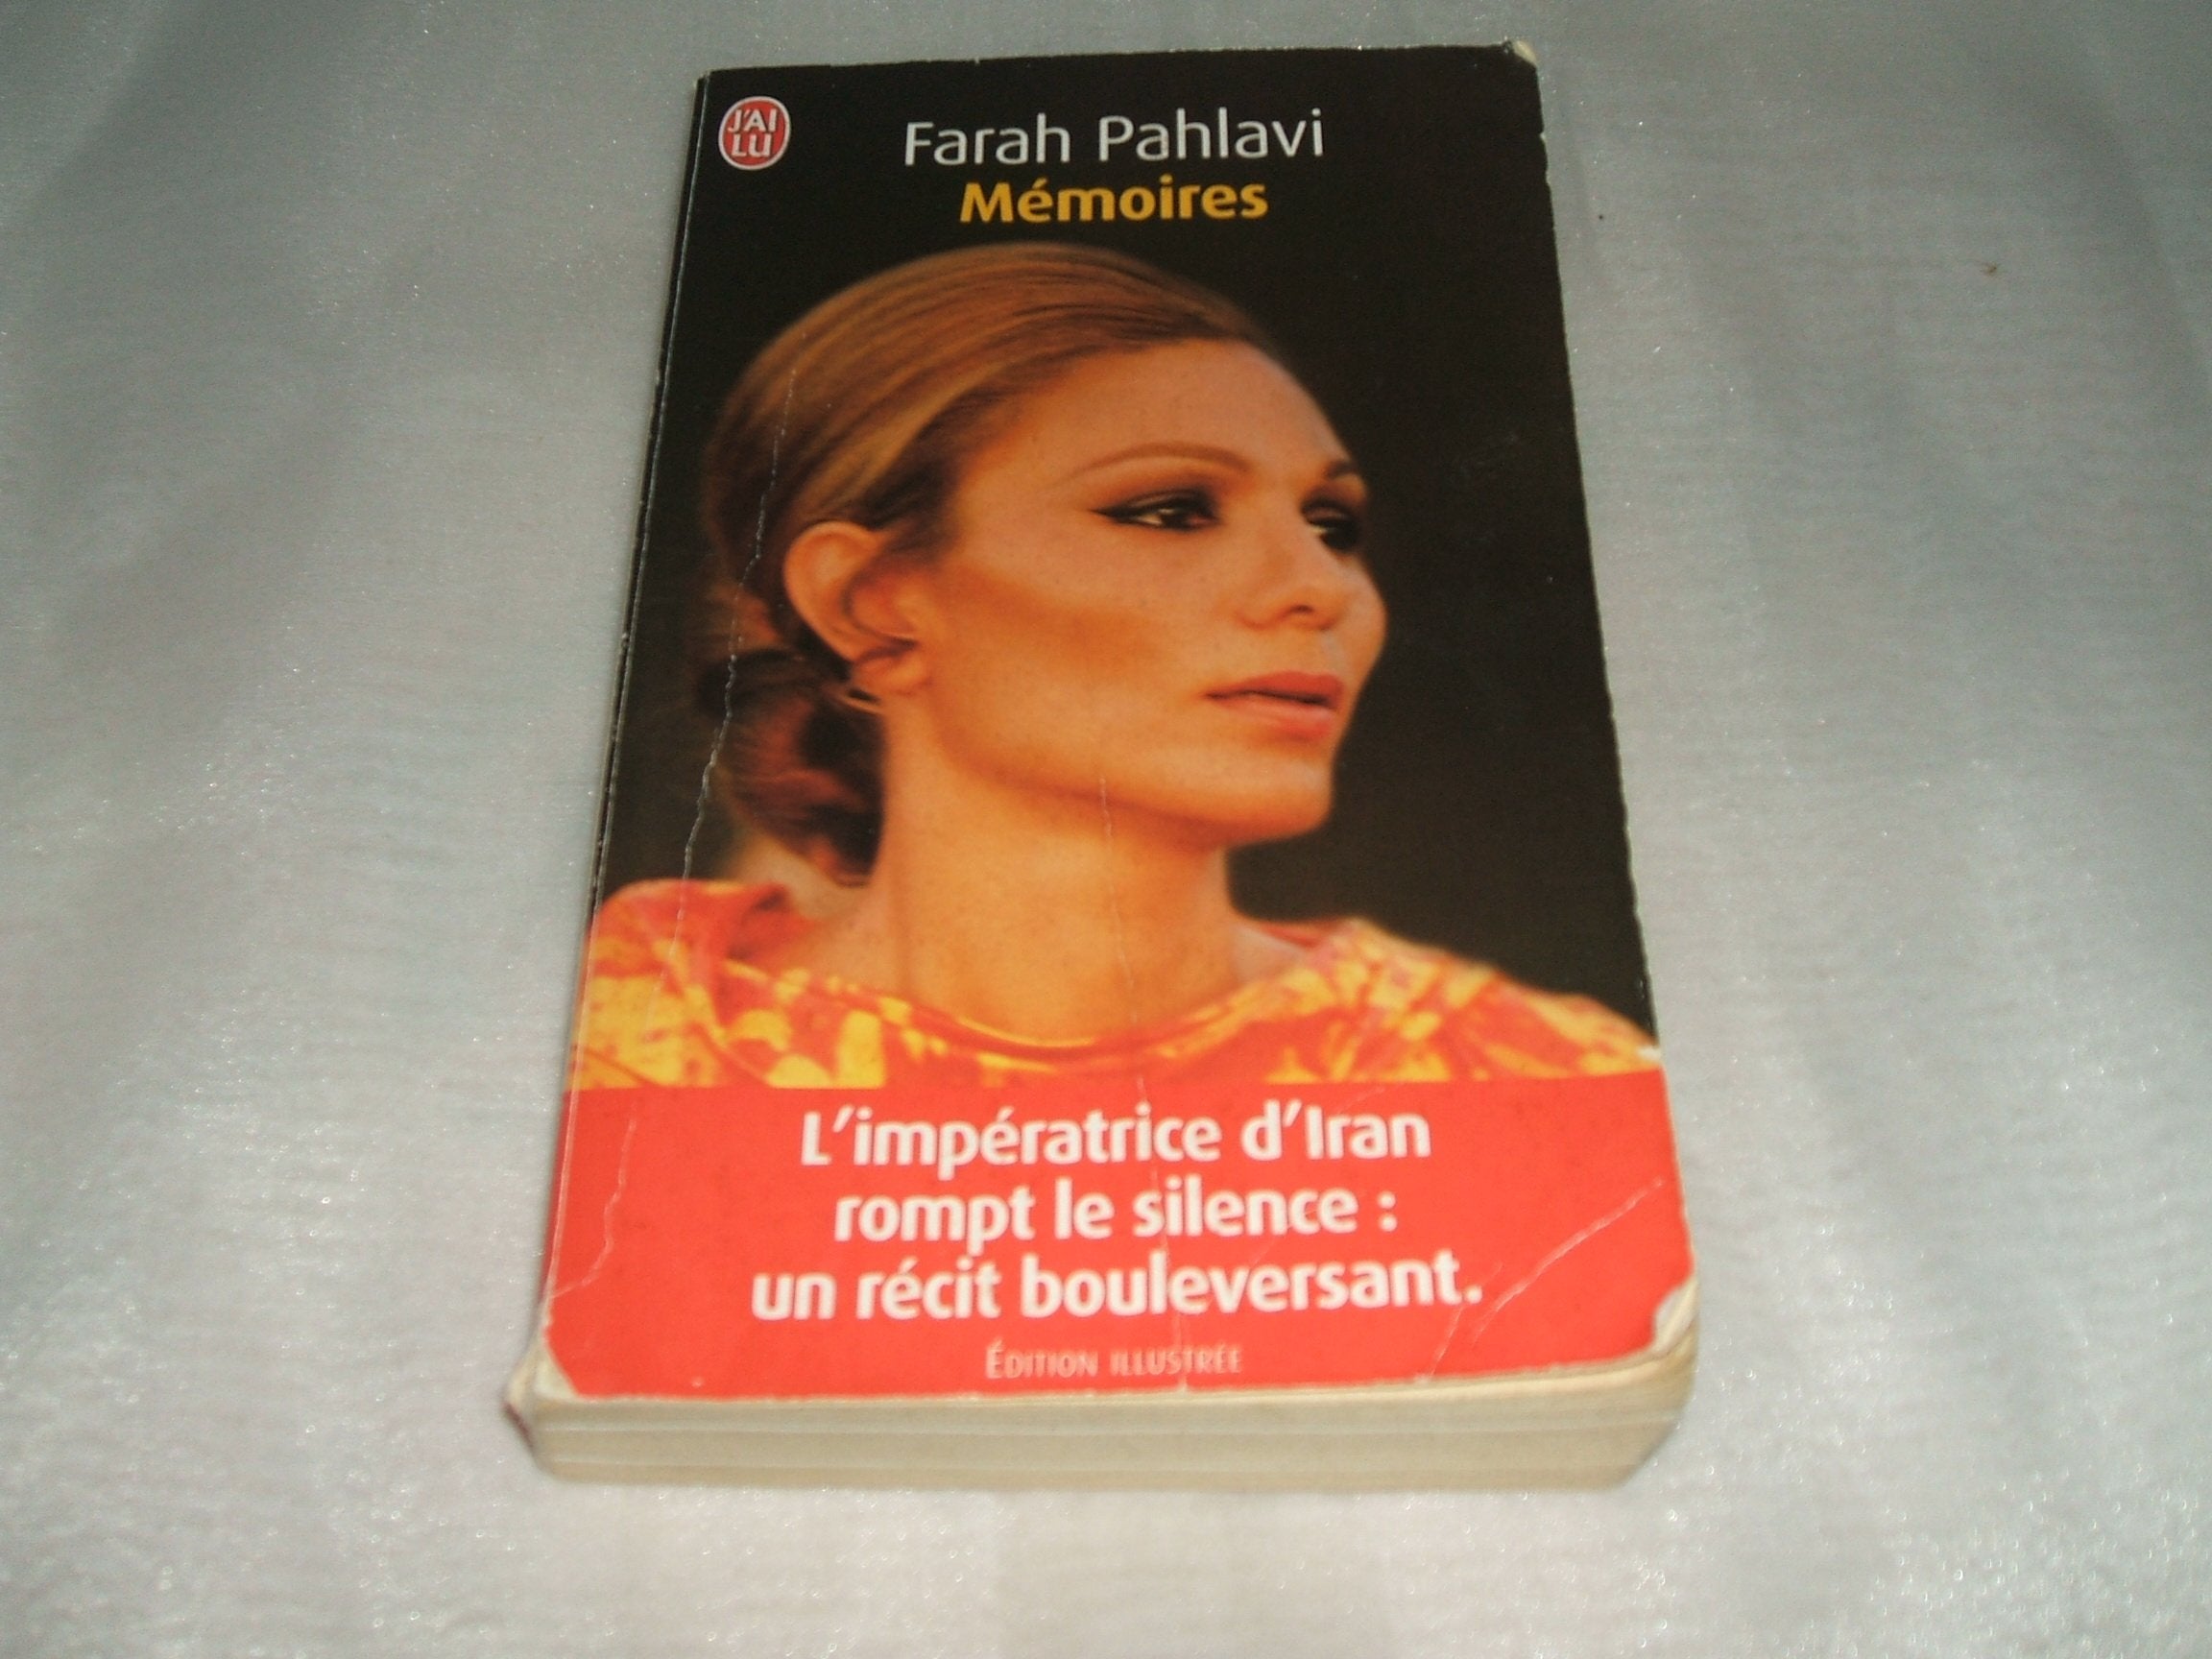 J'AI
LU
Farah Pahlavi
Mémoires
L'impératrice d'Iran
rompt le silence :
un récit bouleversant.
ÉDITION ILLUSTRÉE